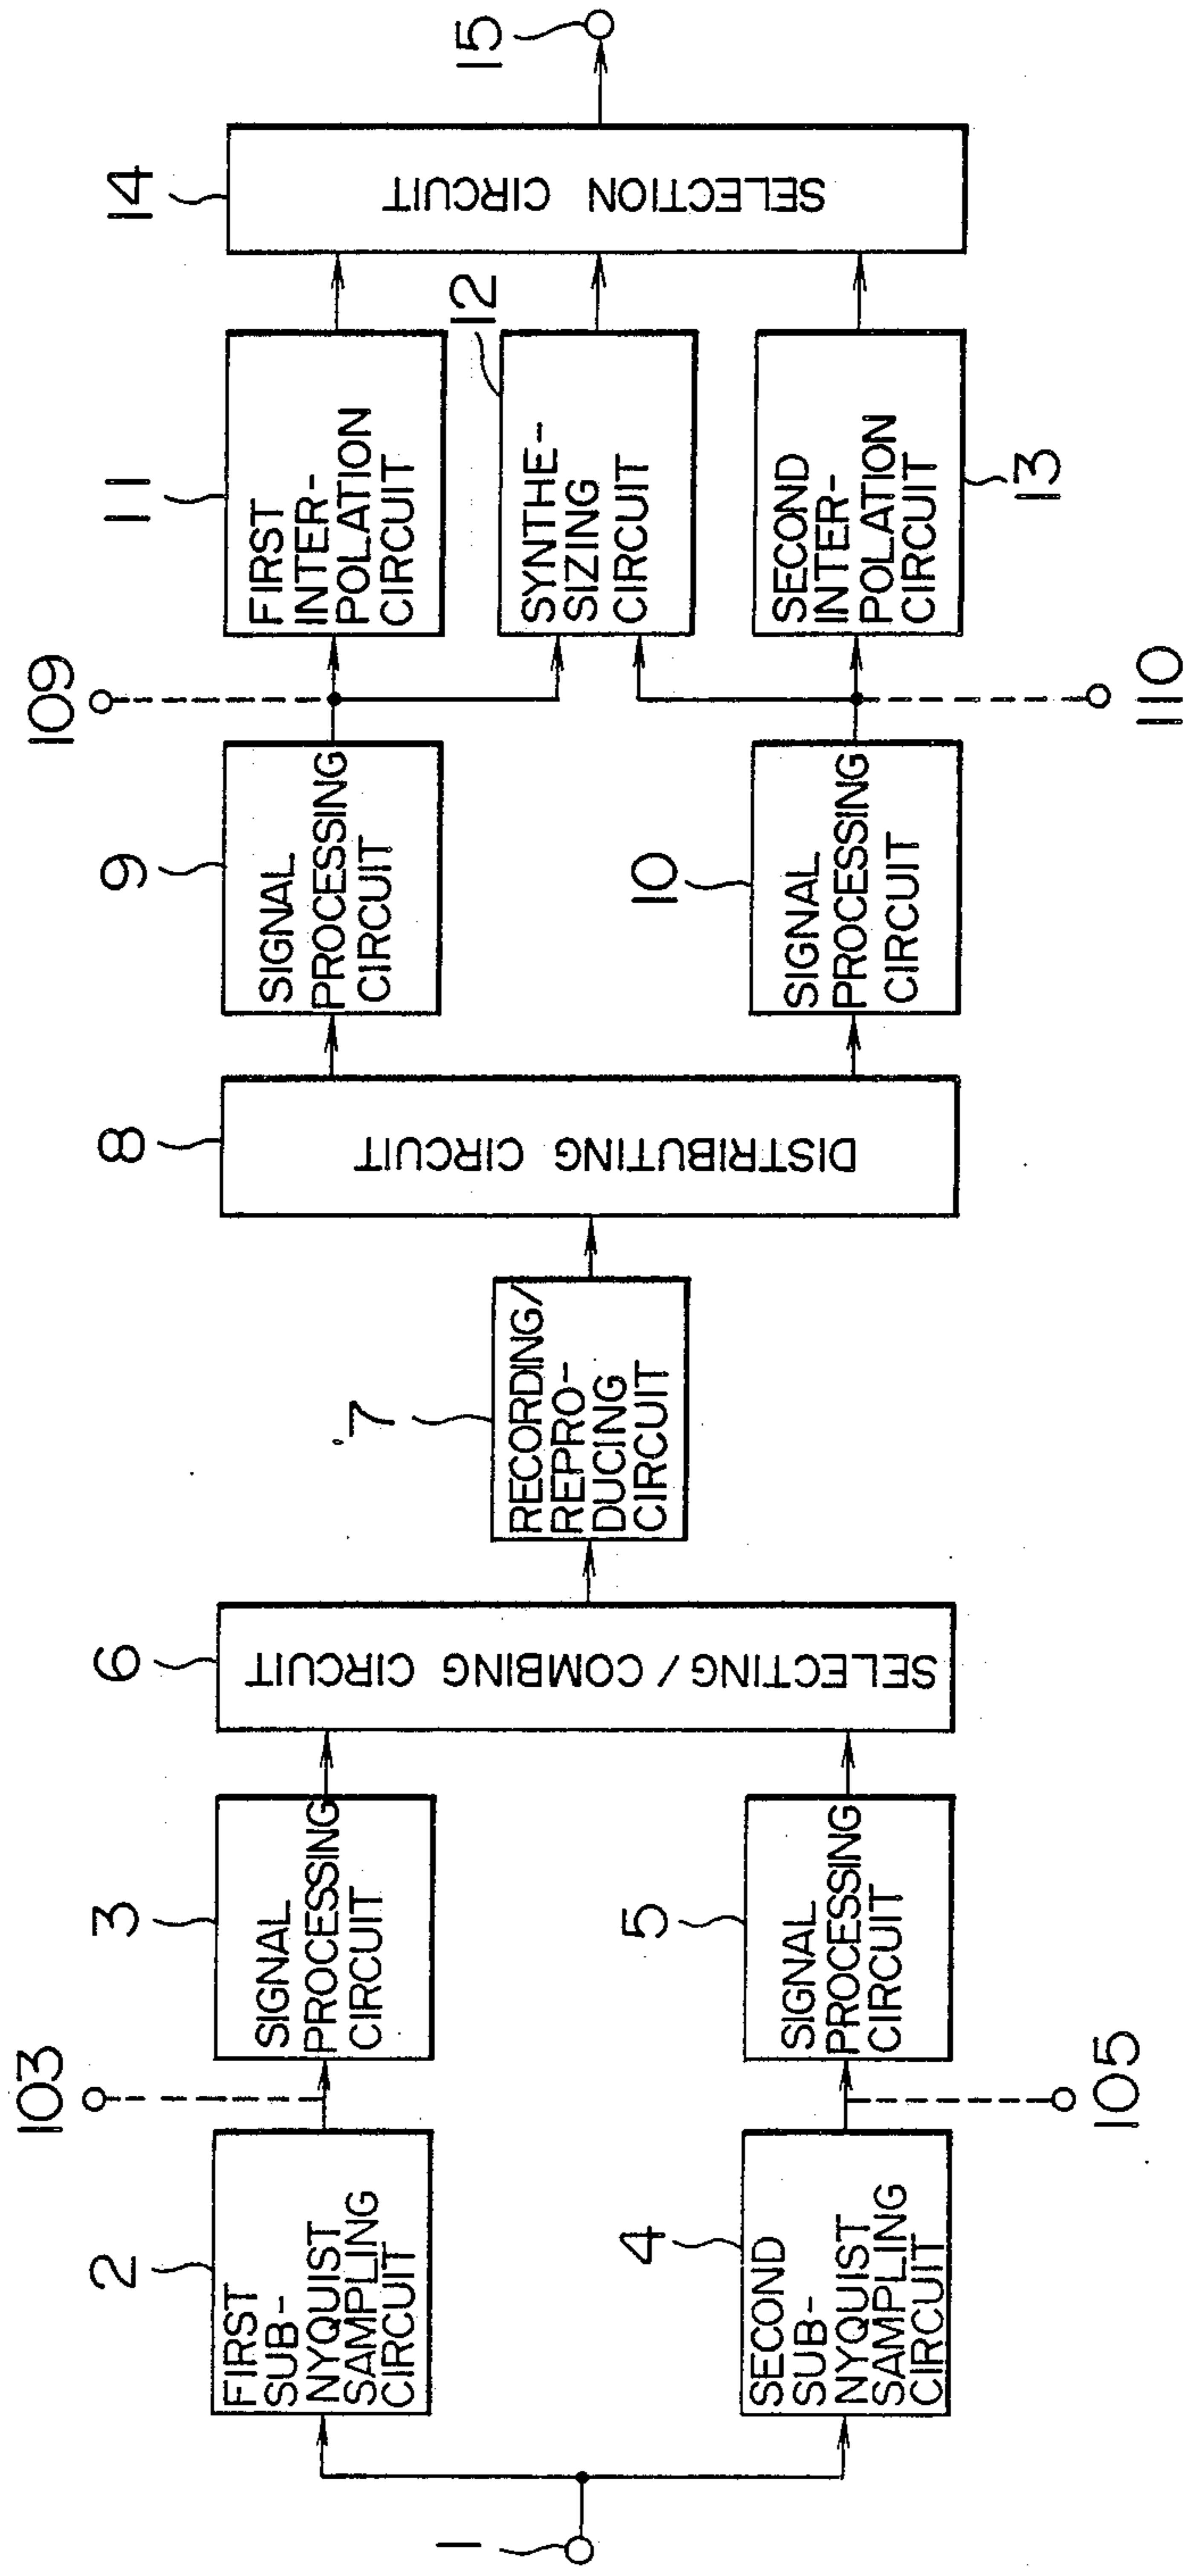 1
2
FIRST
SUB-
NYQUIST
SAMPLING
CIRCUIT
103
3
SIGNAL
PROCESSING
CIRCUIT
4
SECOND
SUB-
NYQUIST
SAMPLING
CIRCUIT
105
5
SIGNAL
PROCESSING
CIRCUIT
6
SELECTING/COMBING CIRCUIT
7
RECORDING/
REPRO-
DUCING
CIRCUIT
8
DISTRIBUTING CIRCUIT
9
SIGNAL
PROCESSING
CIRCUIT
109
10
SIGNAL
PROCESSING
CIRCUIT
110
11
FIRST
INTER-
POLATION
CIRCUIT
12
SYNTHE-
SIZING
CIRCUIT
13
SECOND
INTER-
POLATION
CIRCUIT
14
SELECTION CIRCUIT
15